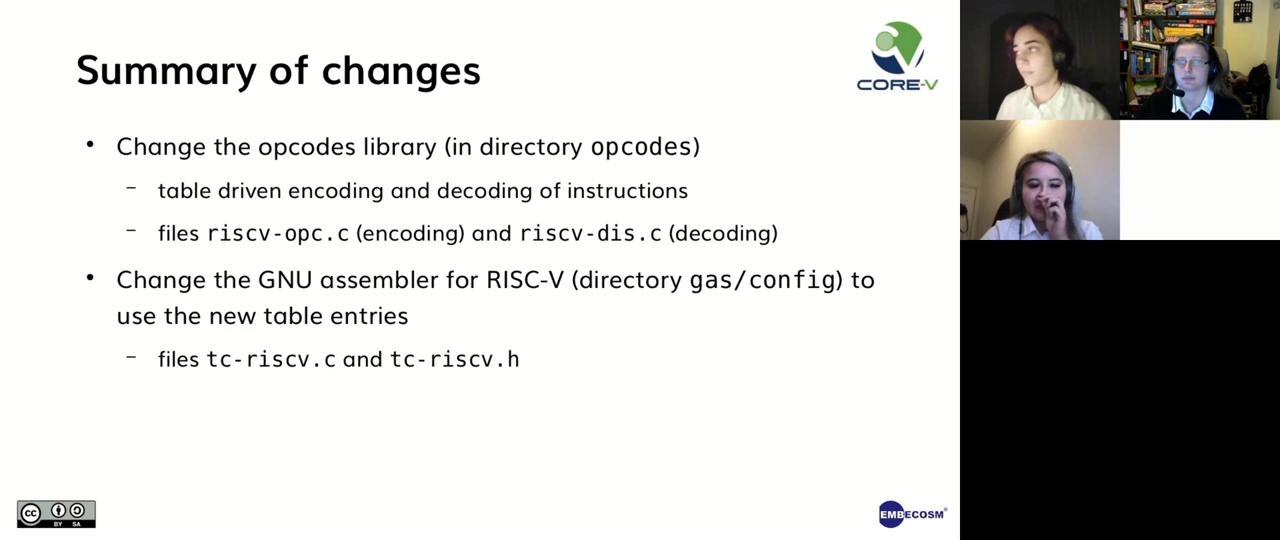 Summary of changes
CORE-V
• Change the opcodes library (in directory opcodes)
– table driven encoding and decoding of instructions
– files riscv-opc.c (encoding) and riscv-dis.c (decoding)
• Change the GNU assembler for RISC-V (directory gas/config) to
use the new table entries
– files tc-riscv.c and tc-riscv.h
cc
BY SA
EMBECOSM®